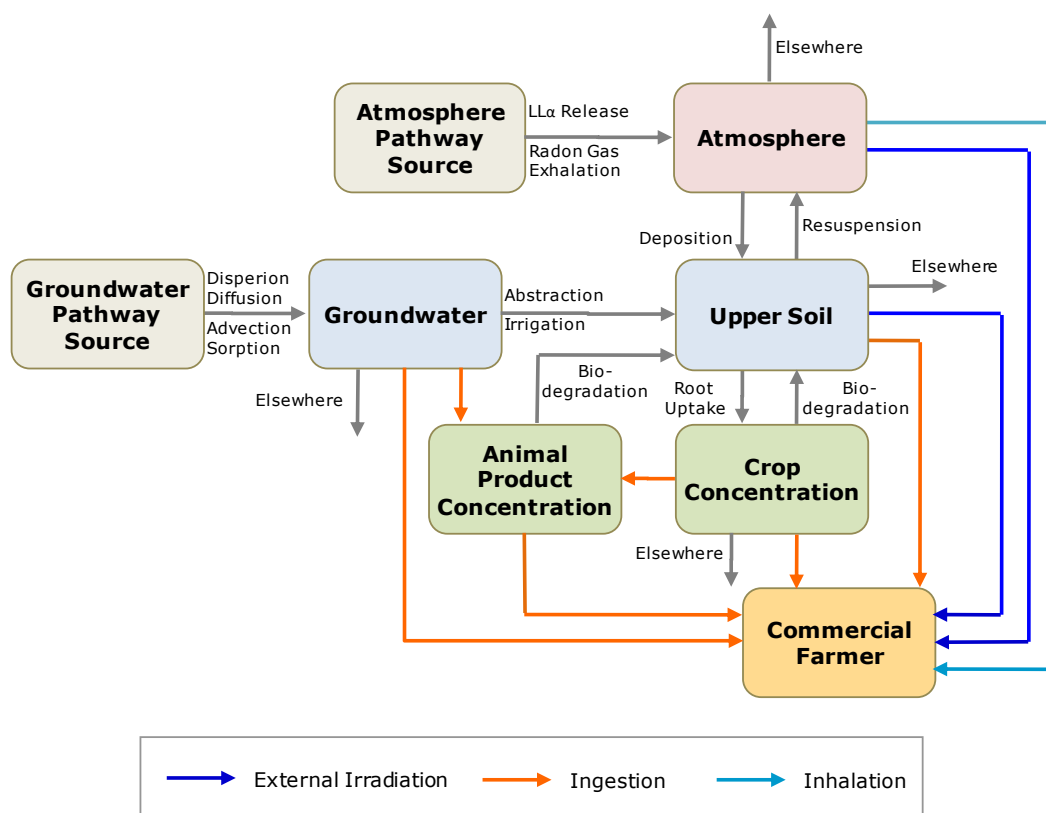 Elsewhere
Atmosphere
Pathway
Source
LLα Release
Radon Gas
Exhalation
Atmosphere
Deposition
Resuspension
Groundwater
Pathway
Source
Disperion
Diffusion
Advection
Sorption
Groundwater
Abstraction
Irrigation
Upper Soil
Elsewhere
Elsewhere
Bio-
degradation
Root
Uptake
Bio-
degradation
Animal
Product
Concentration
Crop
Concentration
Elsewhere
Commercial
Farmer
External Irradiation
Ingestion
Inhalation